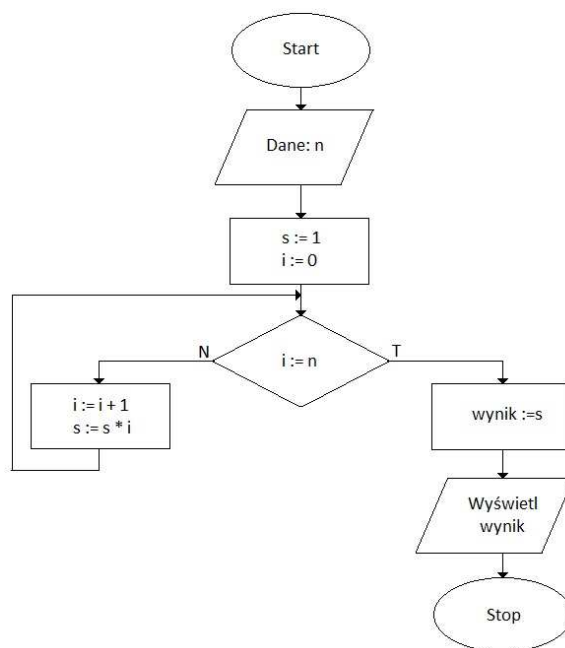 Start
Dane: n
s := 1
i := 0
N
i := n
T
i := i + 1
s := s * i
wynik :=s
Wyświetl
wynik
Stop